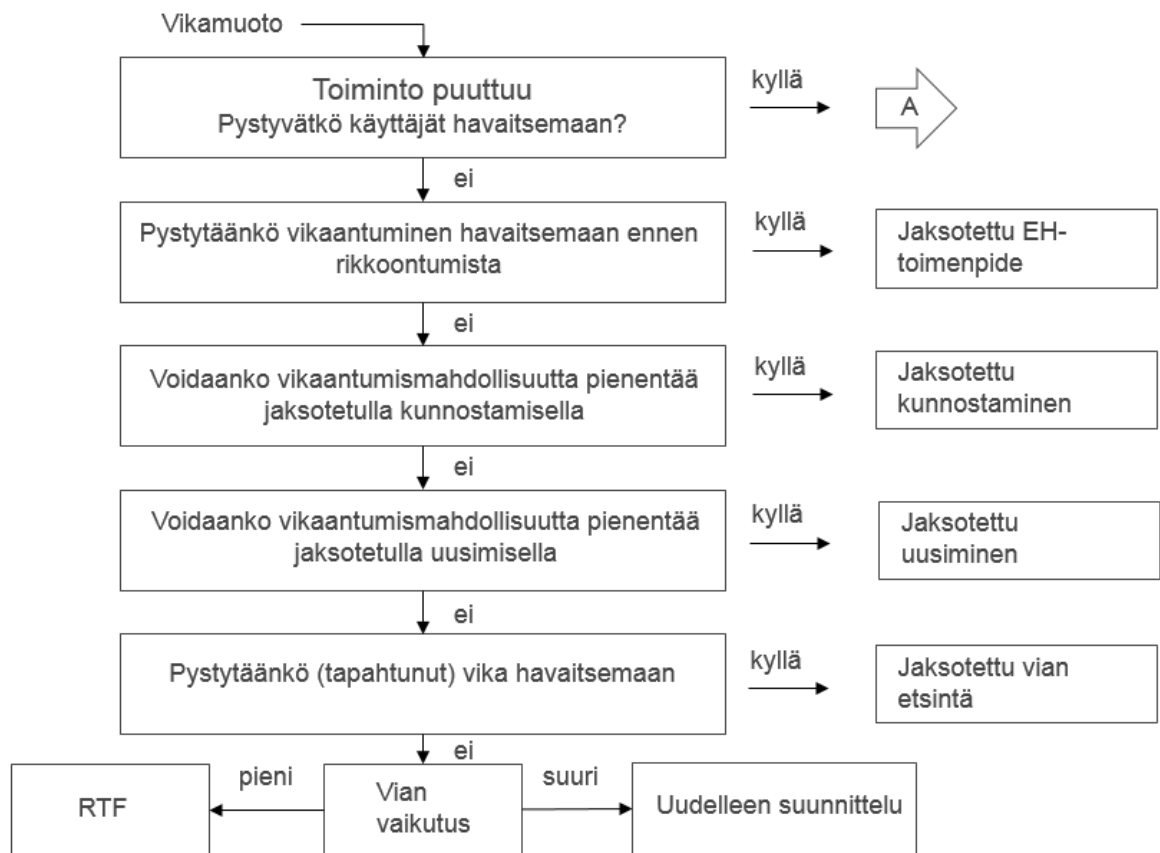 Vikamuoto
Toiminto puuttuu
Pystyvätkö käyttäjät havaitsemaan?
kyllä
A
ei
Pystytäänkö vikaantuminen havaitsemaan ennen
rikkoontumista
kyllä
Jaksotettu EH-
toimenpide
ei
Voidaanko vikaantumismahdollisuutta pienentää
jaksotetulla kunnostamisella
kyllä
Jaksotettu
kunnostaminen
ei
Voidaanko vikaantumismahdollisuutta pienentää
jaksotetulla uusimisella
kyllä
Jaksotettu
uusiminen
ei
Pystytäänkö (tapahtunut) vika havaitsemaan
kyllä
Jaksotettu vian
etsintä
ei
RTF
pieni
Vian
vaikutus
suuri
Uudelleen suunnittelu